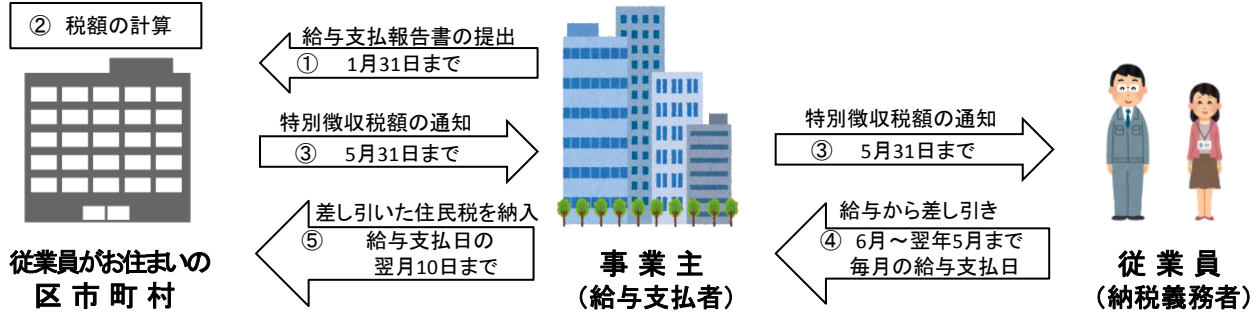 ② 税額の計算
給与支払報告書の提出
① 1月31日まで
特別徴収税額の通知
③ 5月31日まで
差し引いた住民税を納入
⑤ 給与支払日の
翌月10日まで
従業員がお住まいの
区市町村
事業主
（給与支払者）
特別徴収税額の通知
③ 5月31日まで
給与から差し引き
④ 6月～翌年5月まで
毎月の給与支払日
従業員
（納税義務者）